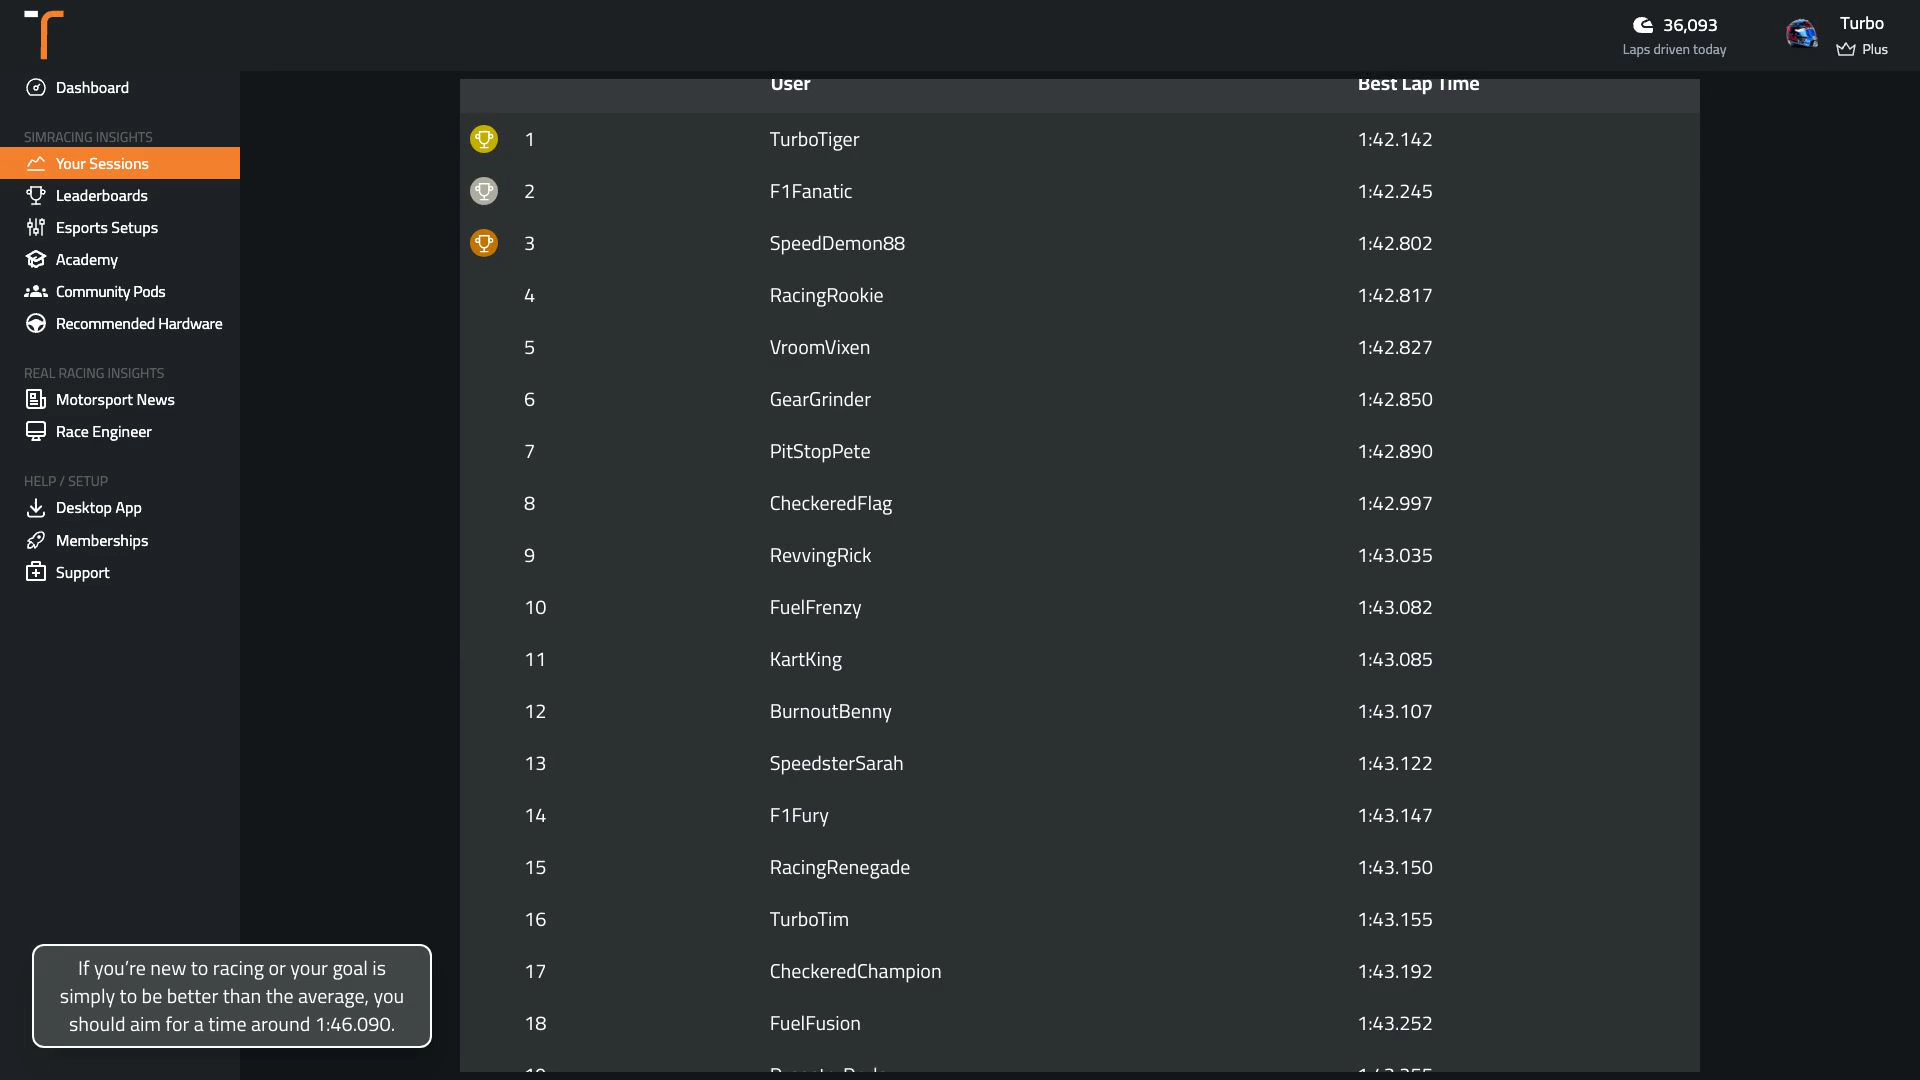 36,093
Laps driven today
Turbo
Plus
Dashboard
SIMRACING INSIGHTS
Your Sessions
Leaderboards
Esports Setups
Academy
Community Pods
Recommended Hardware
REAL RACING INSIGHTS
Motorsport News
Race Engineer
HELP / SETUP
Desktop App
Memberships
Support
User Best Lap Time
1 TurboTiger 1:42.142
2 F1Fanatic 1:42.245
3 SpeedDemon88 1:42.802
4 RacingRookie 1:42.817
5 VroomVixen 1:42.827
6 GearGrinder 1:42.850
7 PitStopPete 1:42.890
8 CheckeredFlag 1:42.997
9 RevvingRick 1:43.035
10 FuelFrenzy 1:43.082
11 KartKing 1:43.085
12 BurnoutBenny 1:43.107
13 SpeedsterSarah 1:43.122
14 F1Fury 1:43.147
15 RacingRenegade 1:43.150
16 TurboTim 1:43.155
17 CheckeredChampion 1:43.192
18 FuelFusion 1:43.252
If you’re new to racing or your goal is
simply to be better than the average, you
should aim for a time around 1:46.090.